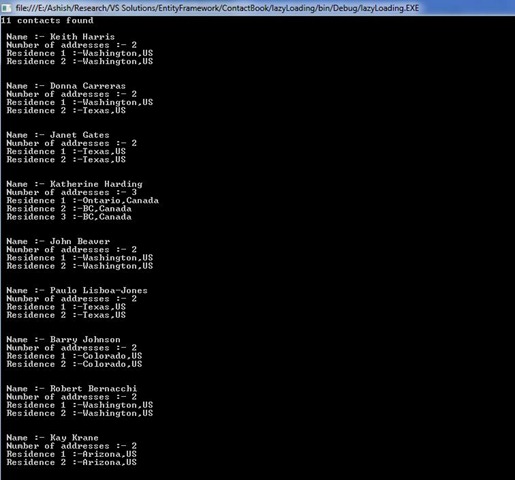 file:///E:/Ashish/Research/VS Solutions/EntityFramework/ContactBook/lazyLoading/bin/Debug/lazyLoading.EXE
11 contacts found
Name :- Keith Harris
Number of addresses :- 2
Residence 1 :-Washington,US
Residence 2 :-Washington,US
Name :- Donna Carreras
Number of addresses :- 2
Residence 1 :-Washington,US
Residence 2 :-Texas,US
Name :- Janet Gates
Number of addresses :- 2
Residence 1 :-Texas,US
Residence 2 :-Texas,US
Name :- Katherine Harding
Number of addresses :- 3
Residence 1 :-Ontario,Canada
Residence 2 :-BC,Canada
Residence 3 :-BC,Canada
Name :- John Beaver
Number of addresses :- 2
Residence 1 :-Washington,US
Residence 2 :-Washington,US
Name :- Paulo Lisboa-Jones
Number of addresses :- 2
Residence 1 :-Texas,US
Residence 2 :-Texas,US
Name :- Barry Johnson
Number of addresses :- 2
Residence 1 :-Colorado,US
Residence 2 :-Colorado,US
Name :- Robert Bernacchi
Number of addresses :- 2
Residence 1 :-Washington,US
Residence 2 :-Washington,US
Name :- Kay Krane
Number of addresses :- 2
Residence 1 :-Arizona,US
Residence 2 :-Arizona,US